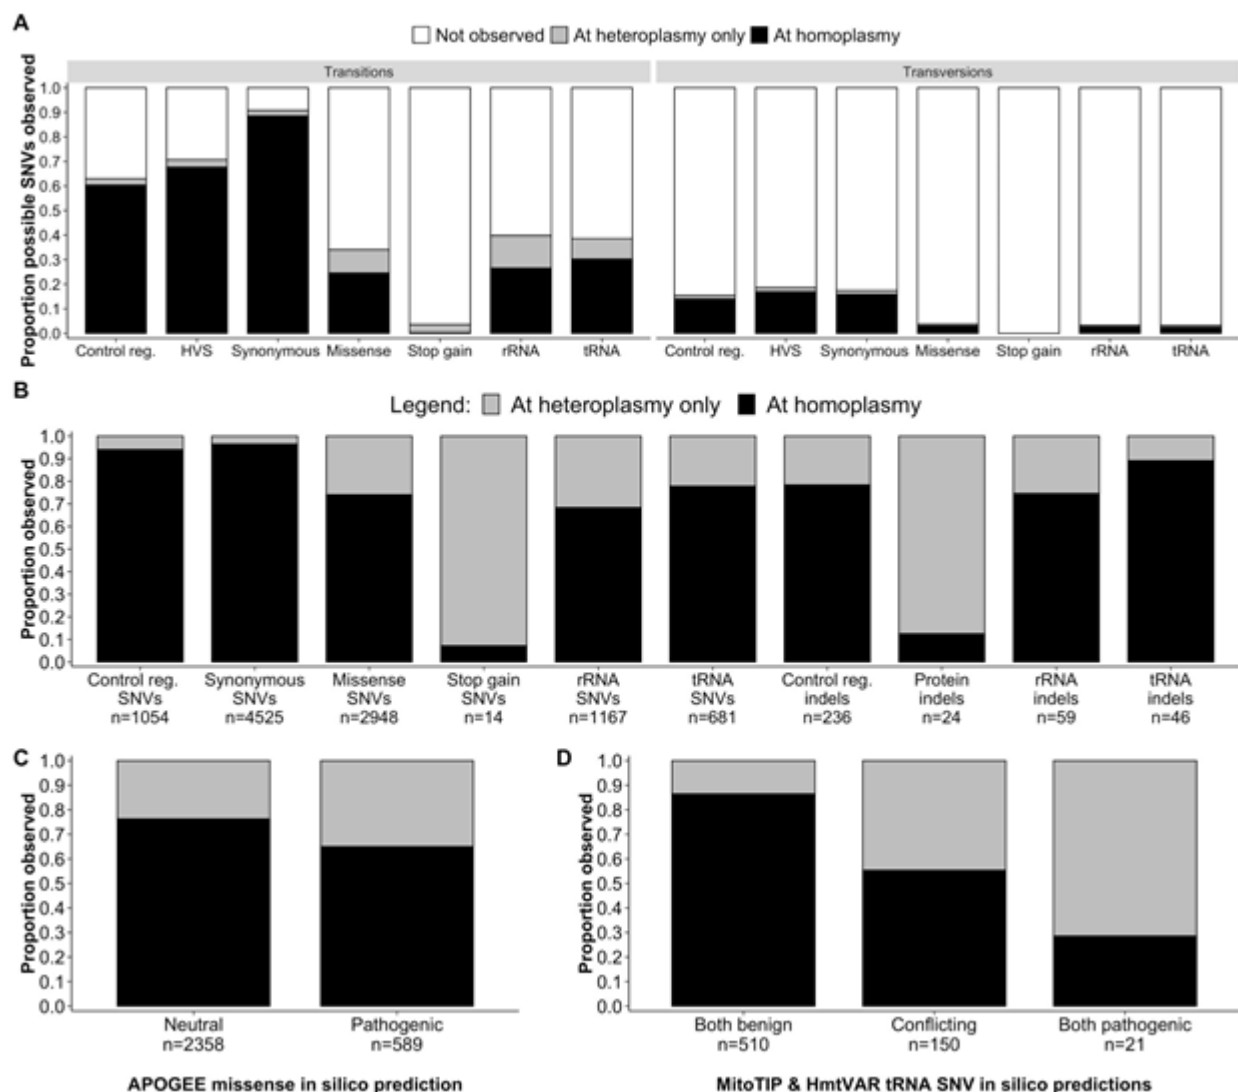 A
Not observed At heteroplasmy only At homoplasmy
Transitions Transversions
Proportion possible SNVs observed
1.0
0.9
0.8
0.7
0.6
0.5
0.4
0.3
0.2
0.1
0.0
Control reg. HVS Synonymous Missense Stop gain rRNA tRNA
Control reg. HVS Synonymous Missense Stop gain rRNA tRNA
B
Legend: At heteroplasmy only At homoplasmy
Proportion observed
1.0
0.9
0.8
0.7
0.6
0.5
0.4
0.3
0.2
0.1
0.0
Control reg. Synonymous Missense Stop gain rRNA tRNA Control reg. Protein rRNA tRNA
SNVs SNVs SNVs SNVs SNVs SNVs indels indels indels indels
n=1054 n=4525 n=2948 n=14 n=1167 n=681 n=236 n=24 n=59 n=46
C
Proportion observed
1.0
0.9
0.8
0.7
0.6
0.5
0.4
0.3
0.2
0.1
0.0
Neutral Pathogenic
n=2358 n=589
APOGEE missense in silico prediction
D
Proportion observed
1.0
0.9
0.8
0.7
0.6
0.5
0.4
0.3
0.2
0.1
0.0
Both benign Conflicting Both pathogenic
n=510 n=150 n=21
MitoTIP & HmtVAR tRNA SNV in silico predictions